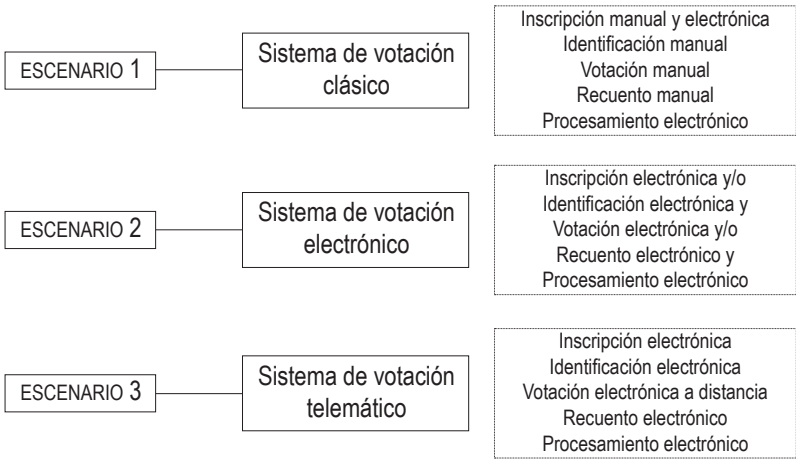 ESCENARIO 1
Sistema de votación
clásico
Inscripción manual y electrónica
Identificación manual
Votación manual
Recuento manual
Procesamiento electrónico
ESCENARIO 2
Sistema de votación
electrónico
Inscripción electrónica y/o
Identificación electrónica y
Votación electrónica y/o
Recuento electrónico y
Procesamiento electrónico
ESCENARIO 3
Sistema de votación
telemático
Inscripción electrónica
Identificación electrónica
Votación electrónica a distancia
Recuento electrónico
Procesamiento electrónico